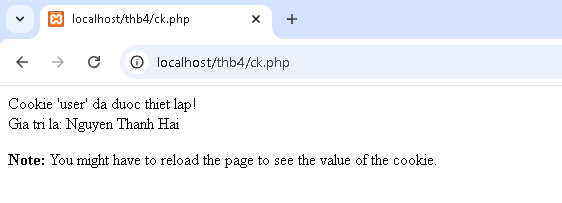 localhost/thb4/ck.php
localhost/thb4/ck.php
Cookie 'user' da duoc thiet lap!
Gia tri la: Nguyen Thanh Hai
Note: You might have to reload the page to see the value of the cookie.